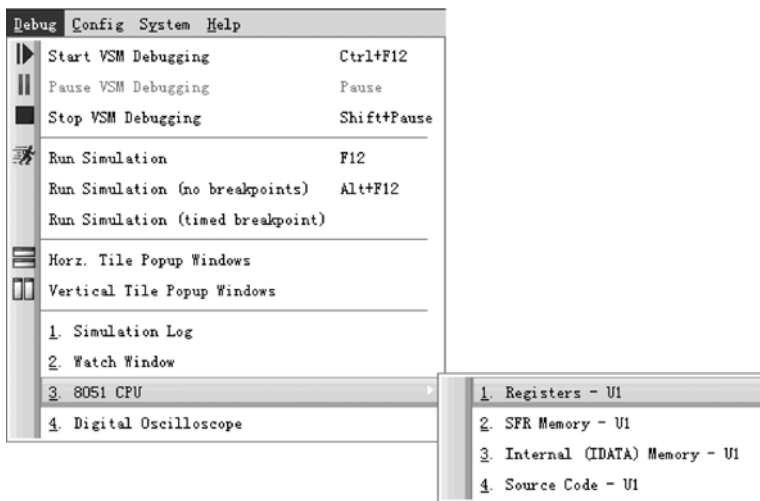 Debug Config System Help
Start VSM Debugging Ctrl+F12
Pause VSM Debugging Pause
Stop VSM Debugging Shift+Pause
Run Simulation F12
Run Simulation (no breakpoints) Alt+F12
Run Simulation (timed breakpoint)
Horz. Tile Popup Windows
Vertical Tile Popup Windows
1. Simulation Log
2. Watch Window
3. 8051 CPU
4. Digital Oscilloscope
1. Registers - U1
2. SFR Memory - U1
3. Internal (IDATA) Memory - U1
4. Source Code - U1